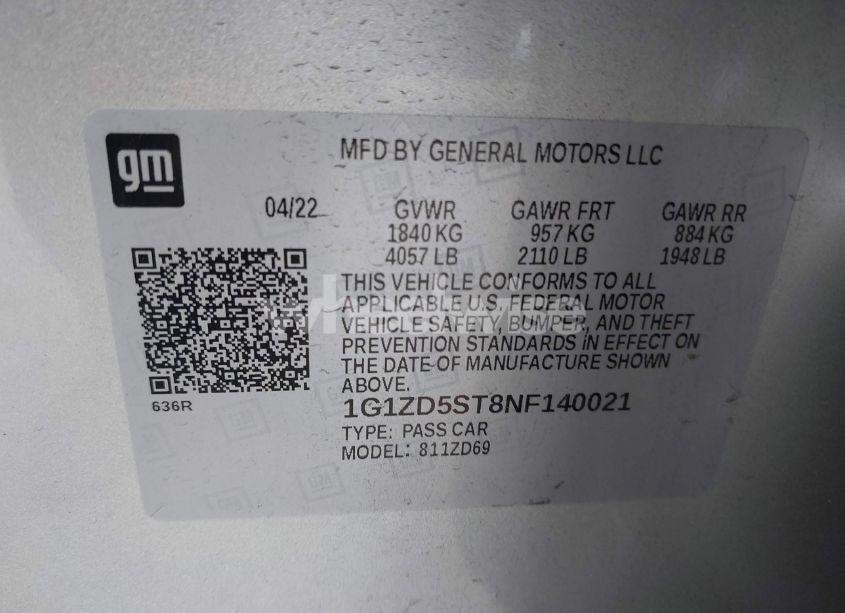 gm
MFD BY GENERAL MOTORS LLC
04/22 GVWR GAWR FRT GAWR RR
1840 KG 957 KG 884 KG
4057 LB 2110 LB 1948 LB
THIS VEHICLE CONFORMS TO ALL
APPLICABLE U.S. FEDERAL MOTOR
VEHICLE SAFETY, BUMPER, AND THEFT
PREVENTION STANDARDS iN EFFECT ON
THE DATE OF MANUFACTURE SHOWN
ABOVE.
636R
1G1ZD5ST8NF140021
TYPE: PASS CAR
MODEL: 811ZD69